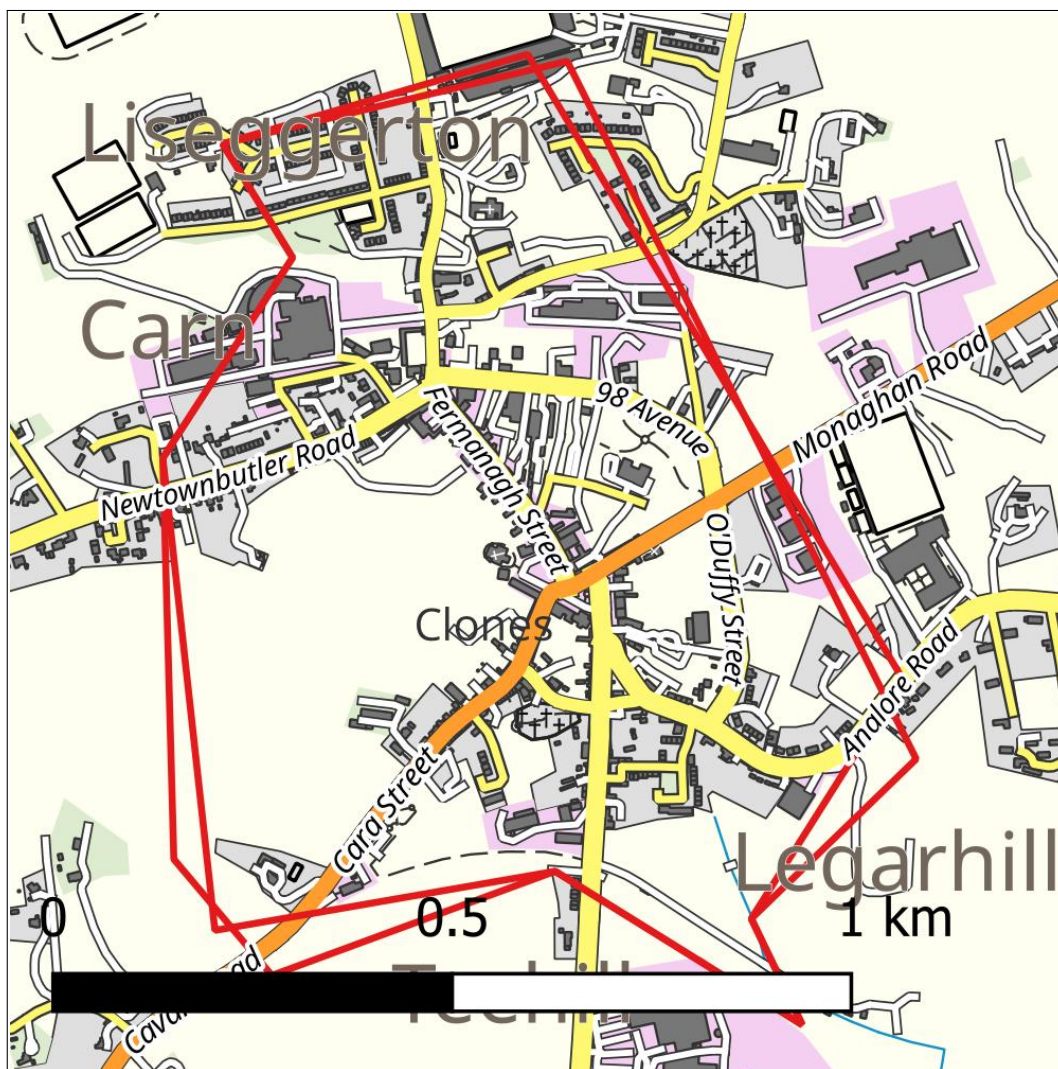 Liseggerton
Carn
98 Avenue
Monaghan Road
Fermanagh Street
Newtownbutler Road
O'Duffy Street
Clones
Analore Road
Cara Street
Legarhill
0
0.5
1 km
Teehill